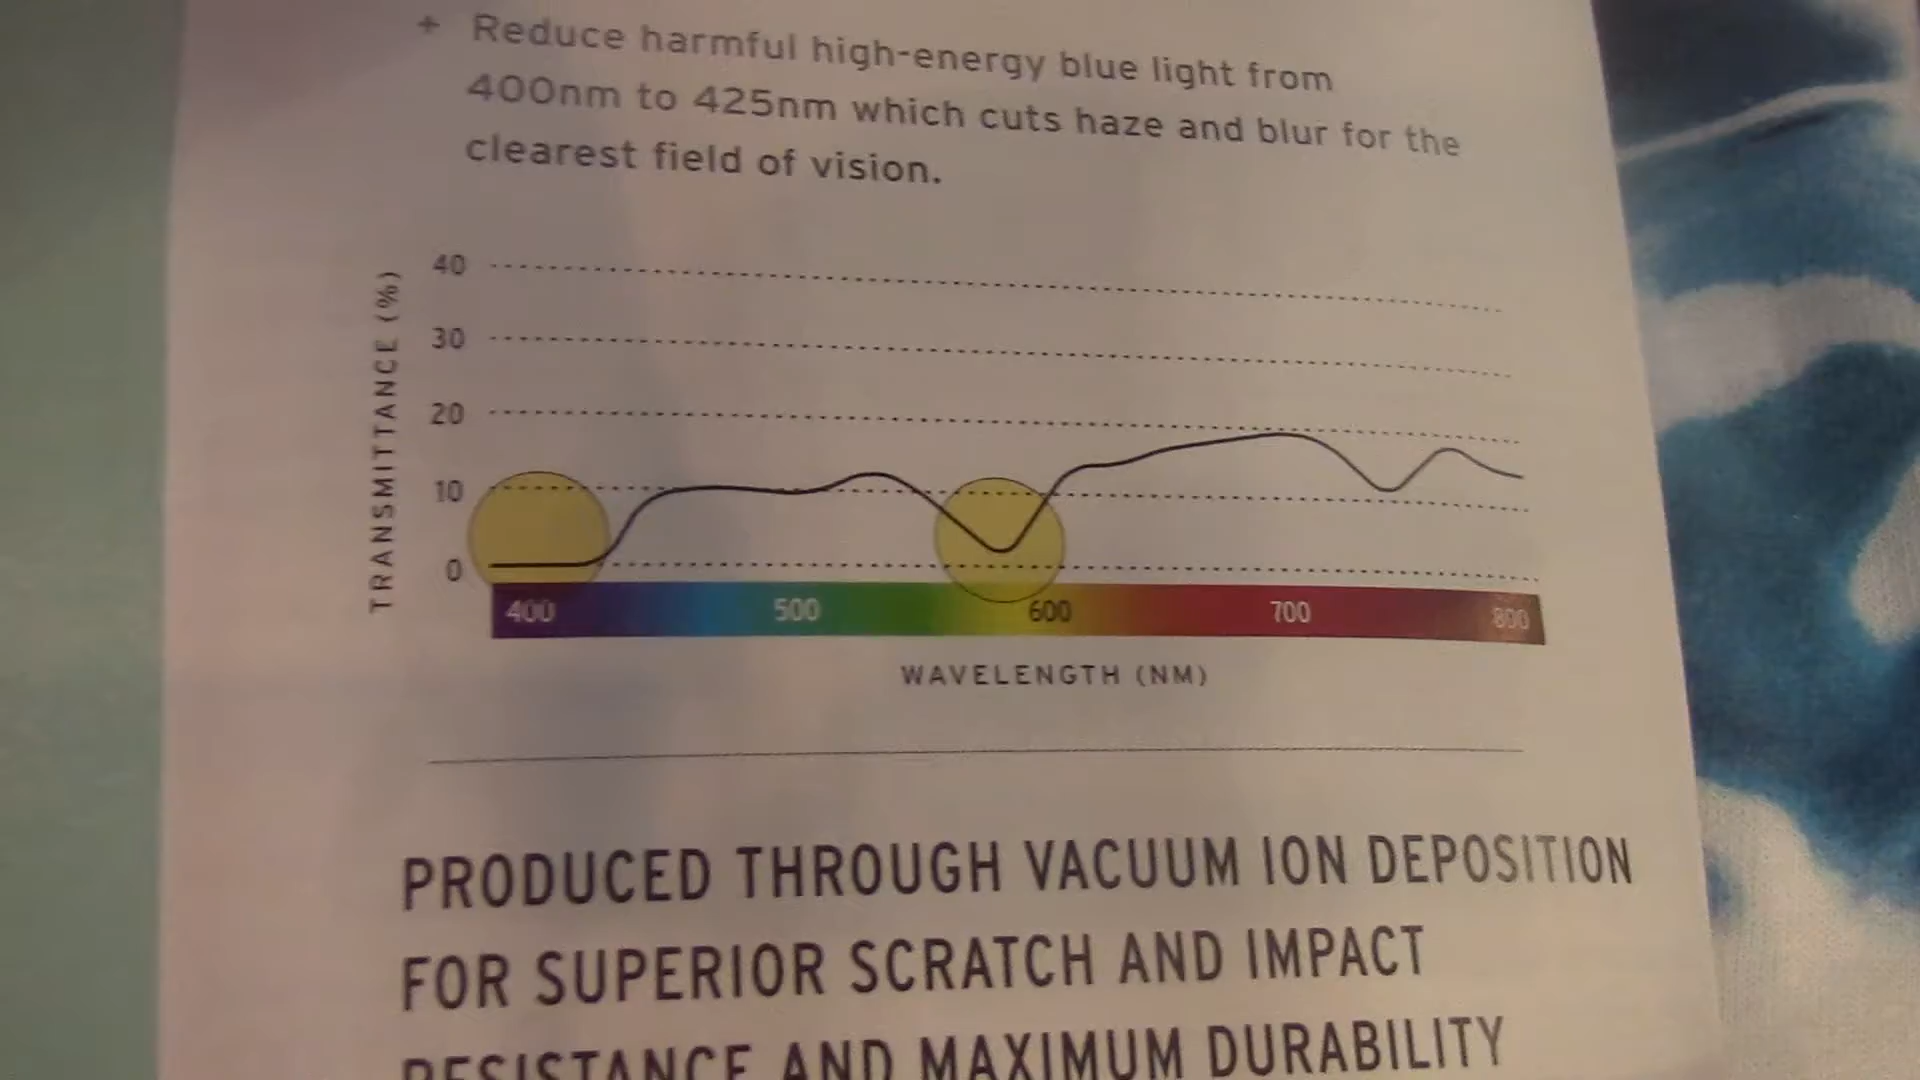 + Reduce harmful high-energy blue light from
400nm to 425nm which cuts haze and blur for the
clearest field of vision.
TRANSMITTANCE (%)
40
30
20
10
0
400 500 600 700 800
WAVELENGTH (NM)
PRODUCED THROUGH VACUUM ION DEPOSITION
FOR SUPERIOR SCRATCH AND IMPACT
RESISTANCE AND MAXIMUM DURABILITY